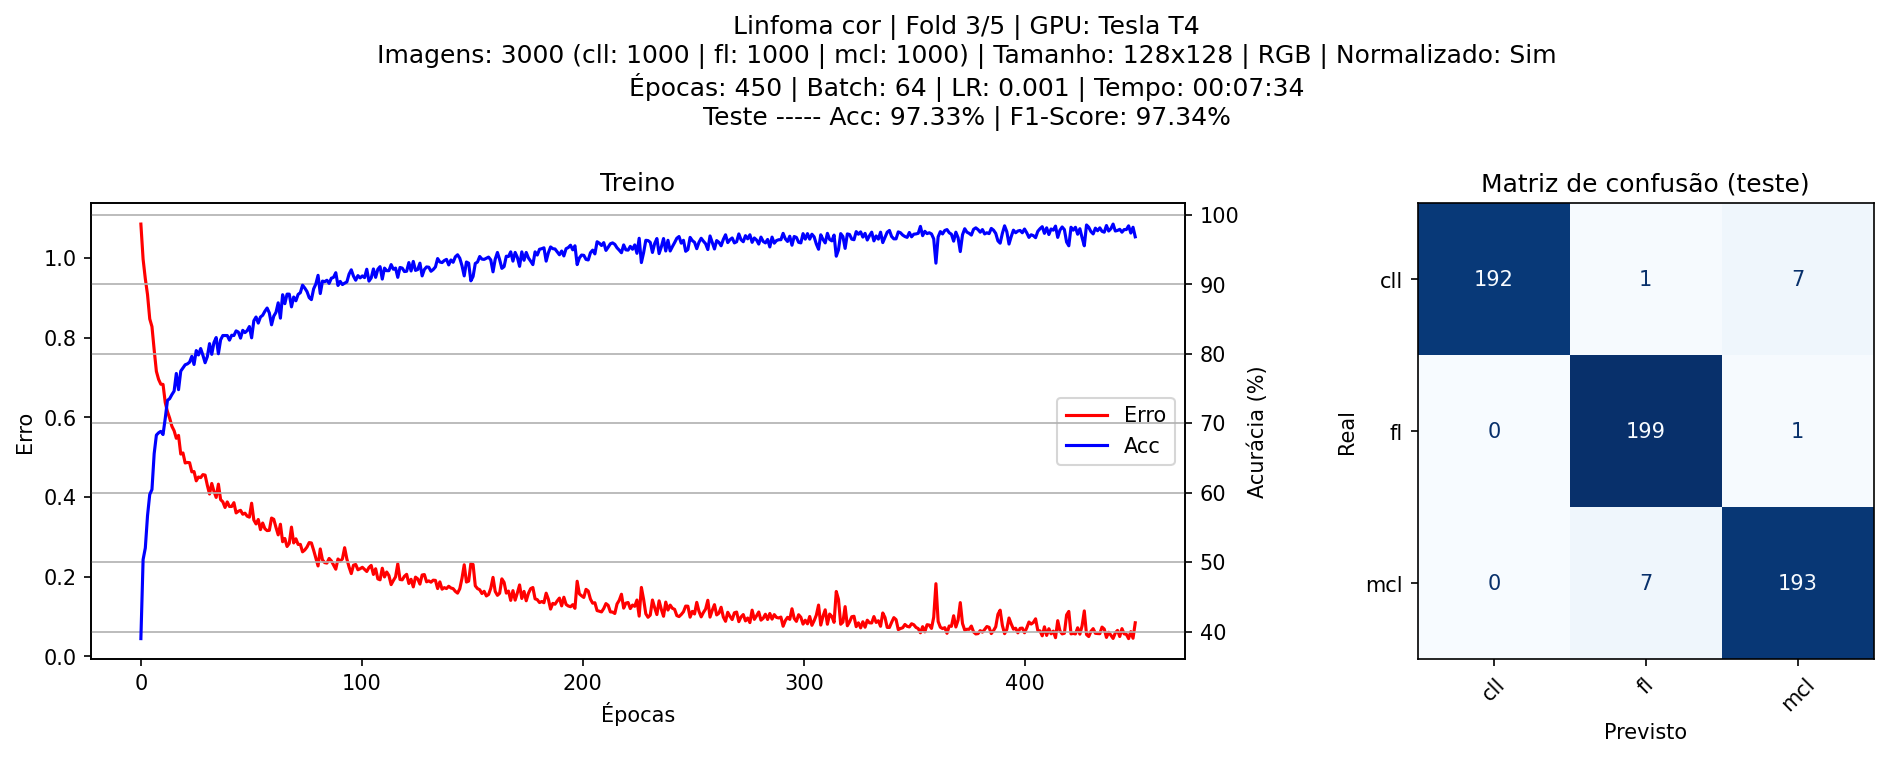 Linfoma cor | Fold 3/5 | GPU: Tesla T4
Imagens: 3000 (cll: 1000 | fl: 1000 | mcl: 1000) | Tamanho: 128x128 | RGB | Normalizado: Sim
Épocas: 450 | Batch: 64 | LR: 0.001 | Tempo: 00:07:34
Teste ----- Acc: 97.33% | F1-Score: 97.34%
Treino
1.0
0.8
0.6
0.4
0.2
0.0
Erro
0 100 200 300 400
Épocas
100
90
80
70
60
50
40
Acurácia (%)
Erro
Acc
Matriz de confusão (teste)
cll 192 1 7
fl 0 199 1
mcl 0 7 193
Real
cll fl mcl
Previsto